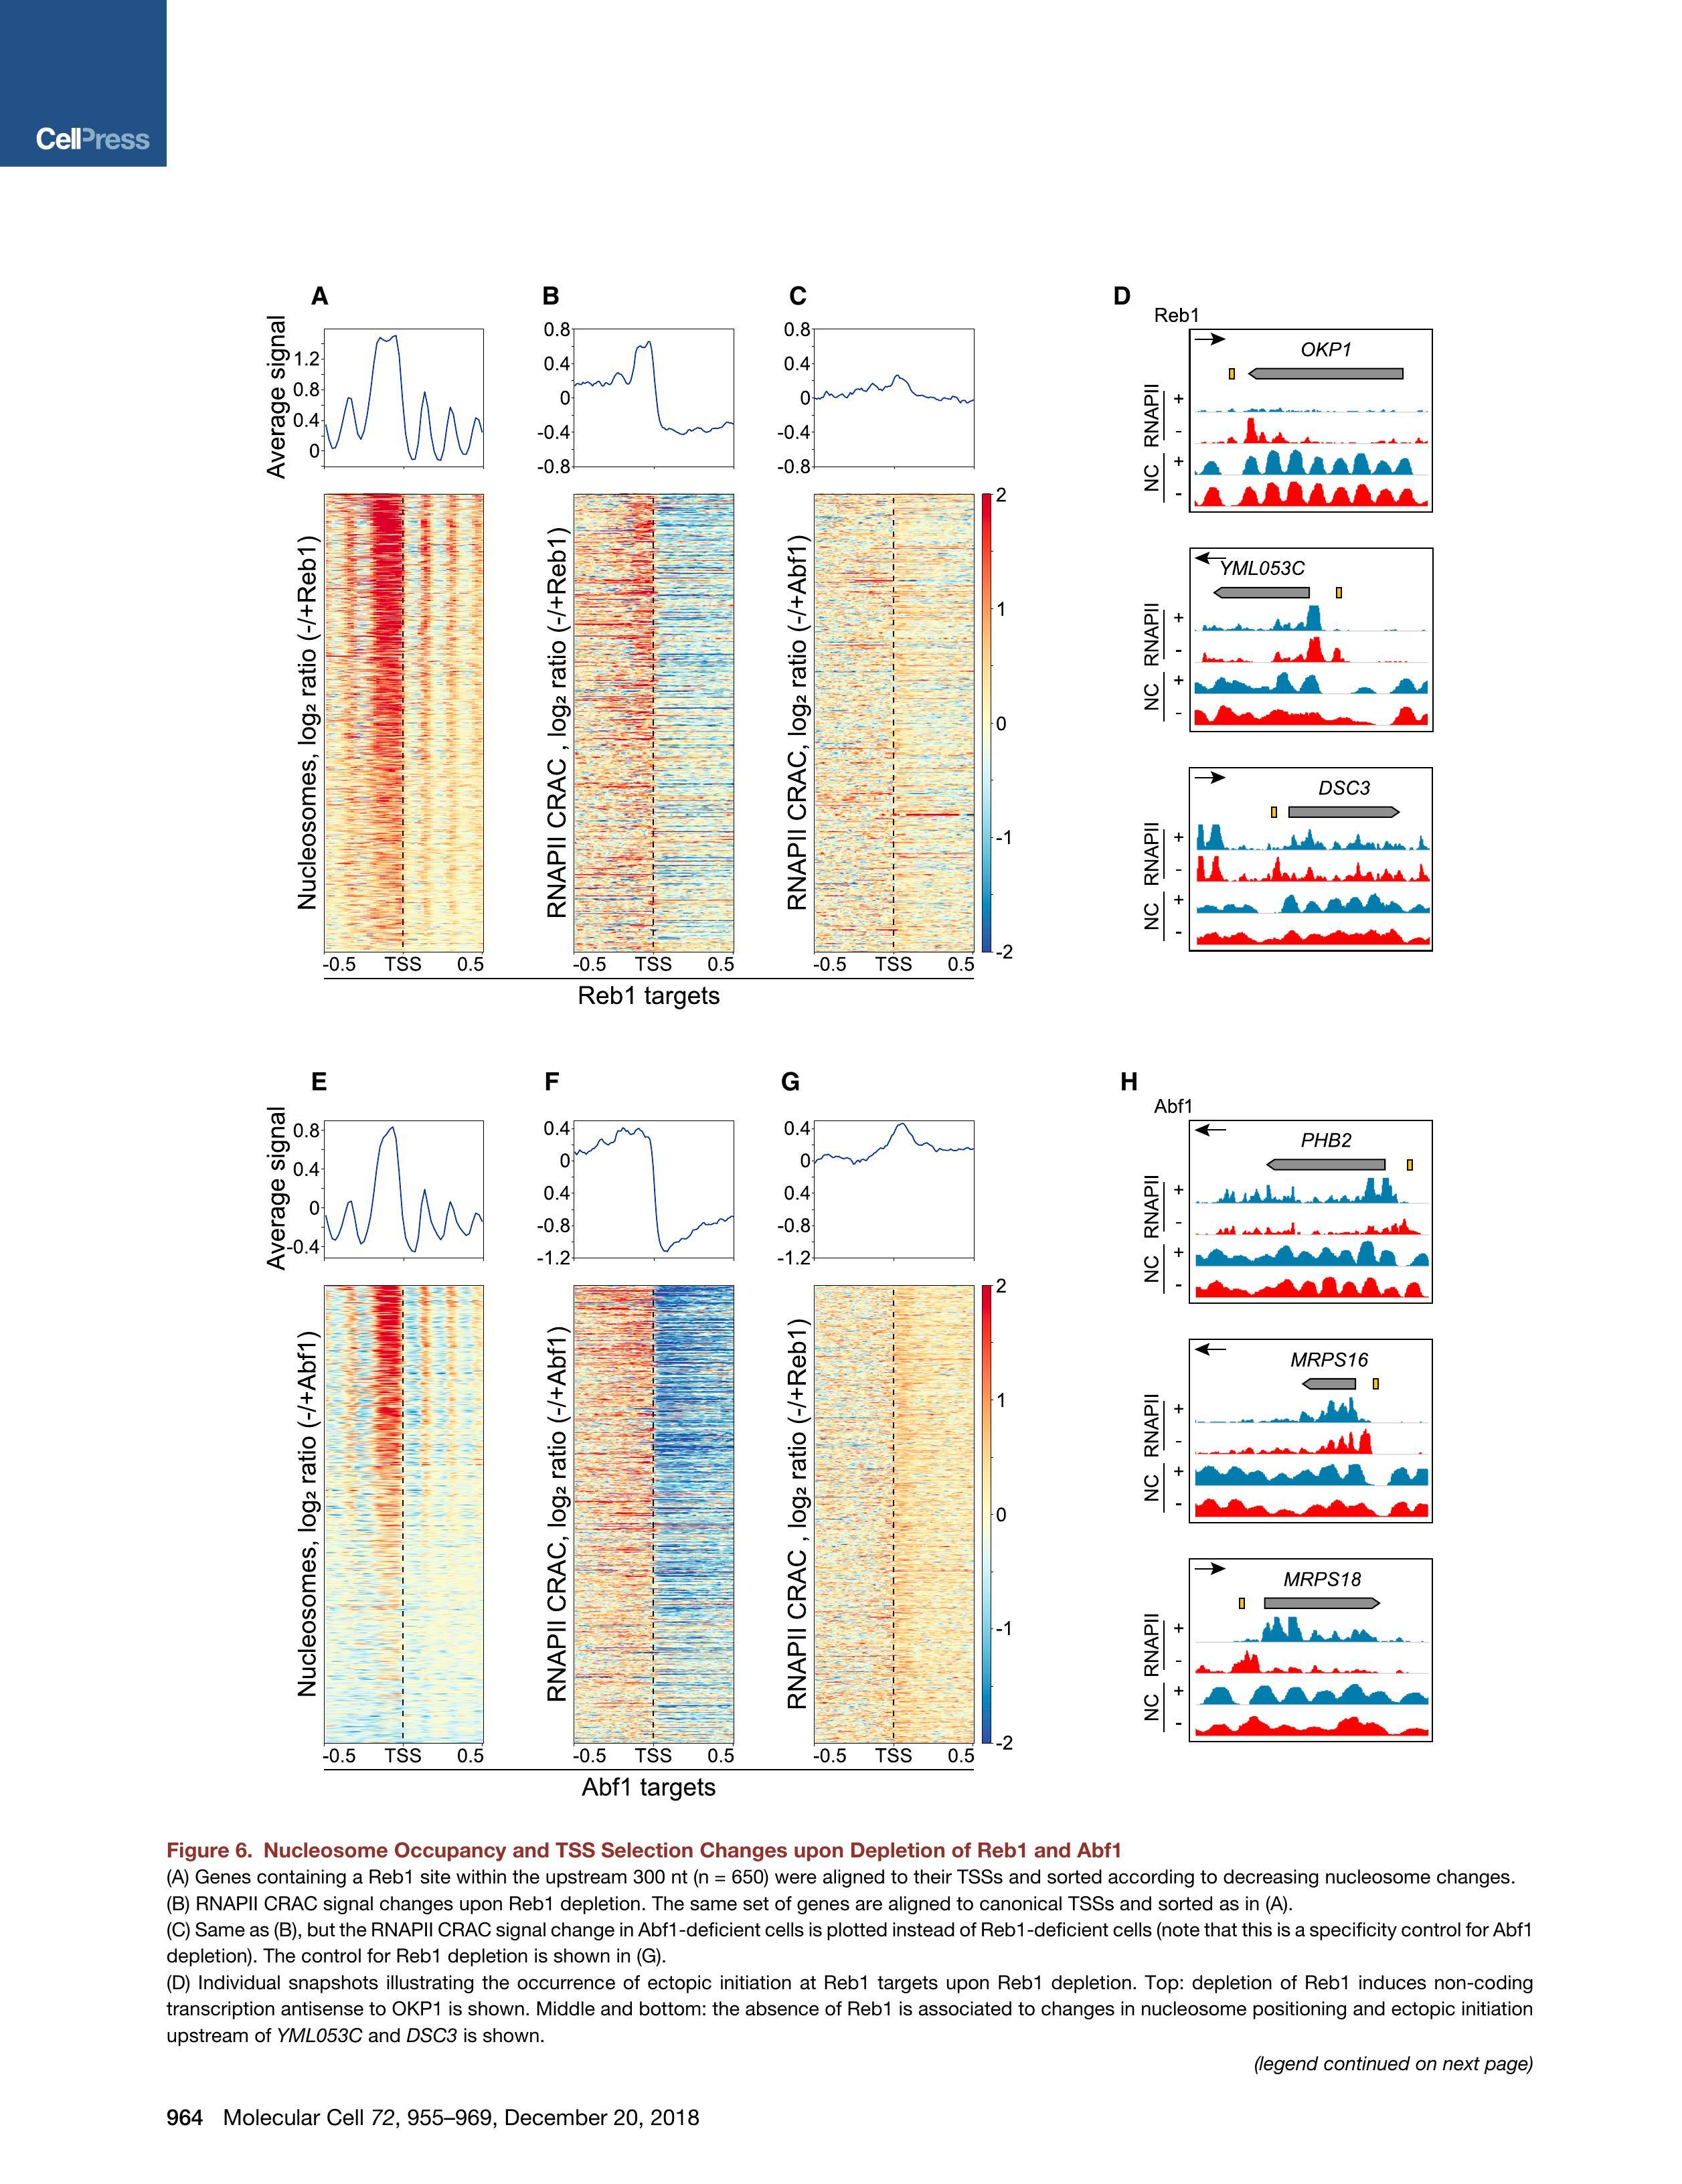 CellPress
A
B
C
D
Average signal
1.2
0.8
0.4
0
0.8
0.4
0
-0.4
-0.8
0.8
0.4
0
-0.4
-0.8
Nucleosomes, log₂ ratio (-/+Reb1)
RNAPII CRAC , log₂ ratio (-/+Reb1)
RNAPII CRAC, log₂ ratio (-/+Abf1)
2
1
0
-1
-2
-0.5 TSS 0.5
-0.5 TSS 0.5
-0.5 TSS 0.5
Reb1 targets
Reb1
OKP1
RNAPII
+
-
NC
+
-
YML053C
RNAPII
+
-
NC
+
-
DSC3
RNAPII
+
-
NC
+
-
E
F
G
H
Average signal
0.8
0.4
0
-0.4
0.4
0
0.4
-0.8
-1.2
0.4
0
0.4
-0.8
-1.2
Nucleosomes, log₂ ratio (-/+Abf1)
RNAPII CRAC, log₂ ratio (-/+Abf1)
RNAPII CRAC , log₂ ratio (-/+Reb1)
2
1
0
-1
-2
-0.5 TSS 0.5
-0.5 TSS 0.5
-0.5 TSS 0.5
Abf1 targets
Abf1
PHB2
RNAPII
+
-
NC
+
-
MRPS16
RNAPII
+
-
NC
+
-
MRPS18
RNAPII
+
-
NC
+
-
Figure 6. Nucleosome Occupancy and TSS Selection Changes upon Depletion of Reb1 and Abf1
(A) Genes containing a Reb1 site within the upstream 300 nt (n = 650) were aligned to their TSSs and sorted according to decreasing nucleosome changes.
(B) RNAPII CRAC signal changes upon Reb1 depletion. The same set of genes are aligned to canonical TSSs and sorted as in (A).
(C) Same as (B), but the RNAPII CRAC signal change in Abf1-deficient cells is plotted instead of Reb1-deficient cells (note that this is a specificity control for Abf1
depletion). The control for Reb1 depletion is shown in (G).
(D) Individual snapshots illustrating the occurrence of ectopic initiation at Reb1 targets upon Reb1 depletion. Top: depletion of Reb1 induces non-coding
transcription antisense to OKP1 is shown. Middle and bottom: the absence of Reb1 is associated to changes in nucleosome positioning and ectopic initiation
upstream of YML053C and DSC3 is shown.
(legend continued on next page)
964 Molecular Cell 72, 955–969, December 20, 2018